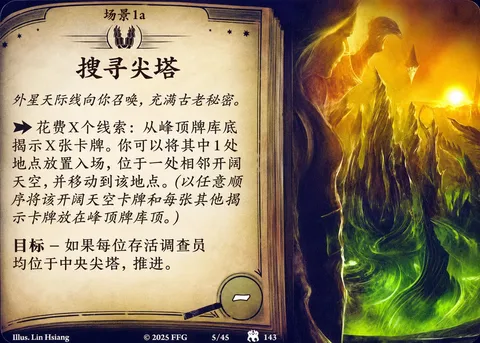 场景1a
搜寻尖塔
外星天际线向你召唤，充满古老秘密。
花费X个线索：从峰顶牌库底
揭示X张卡牌。你可以将其中1处
地点放置入场，位于一处相邻开阔
天空，并移动到该地点。(以任意顺
序将该开阔天空卡牌和每张其他揭
示卡牌放在峰顶牌库顶。)
目标 – 如果每位存活调查员
均位于中央尖塔，推进。
–
Illus. Lin Hsiang
© 2025 FFG
5/45
143